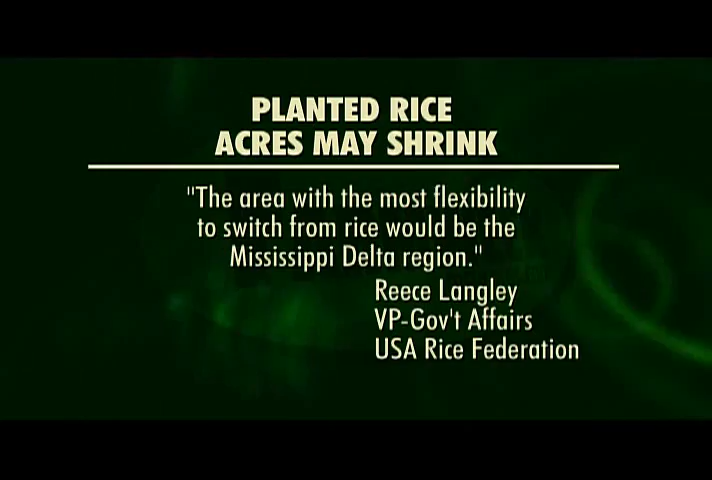 PLANTED RICE
ACRES MAY SHRINK
"The area with the most flexibility
to switch from rice would be the
Mississippi Delta region."
Reece Langley
VP-Gov't Affairs
USA Rice Federation